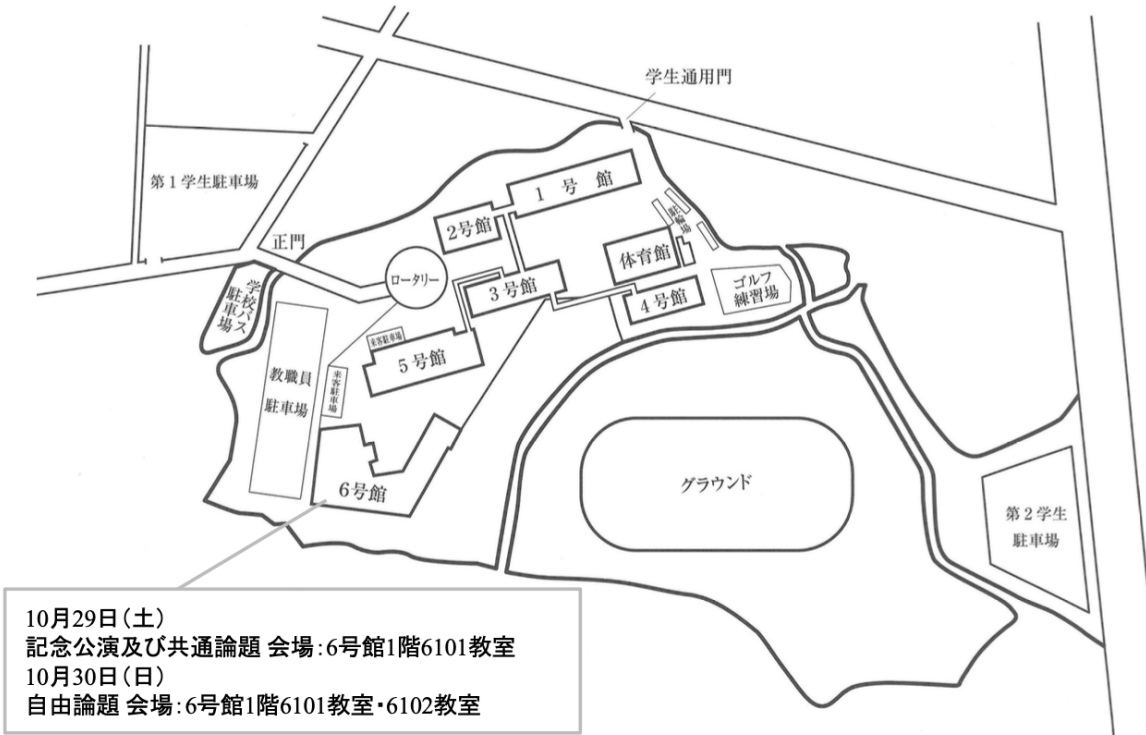 学生通用門
第1学生駐車場
1号館
2号館
駐輪場
正門
体育館
ロータリー
3号館
ゴルフ
練習場
4号館
学校バス
駐車場
来客駐車場
5号館
教職員
駐車場
来客駐車場
6号館
グラウンド
第2学生
駐車場
10月29日(土)
記念公演及び共通論題 会場:6号館1階6101教室
10月30日(日)
自由論題 会場:6号館1階6101教室・6102教室